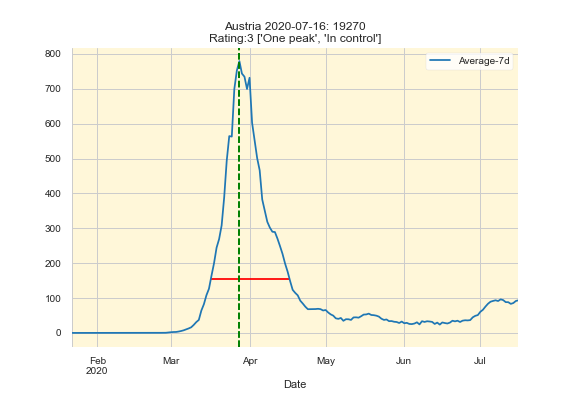 Austria 2020-07-16: 19270
Rating:3 ['One peak', 'In control']
Average-7d
800
700
600
500
400
300
200
100
0
Feb
2020
Mar
Apr
May
Jun
Jul
Date